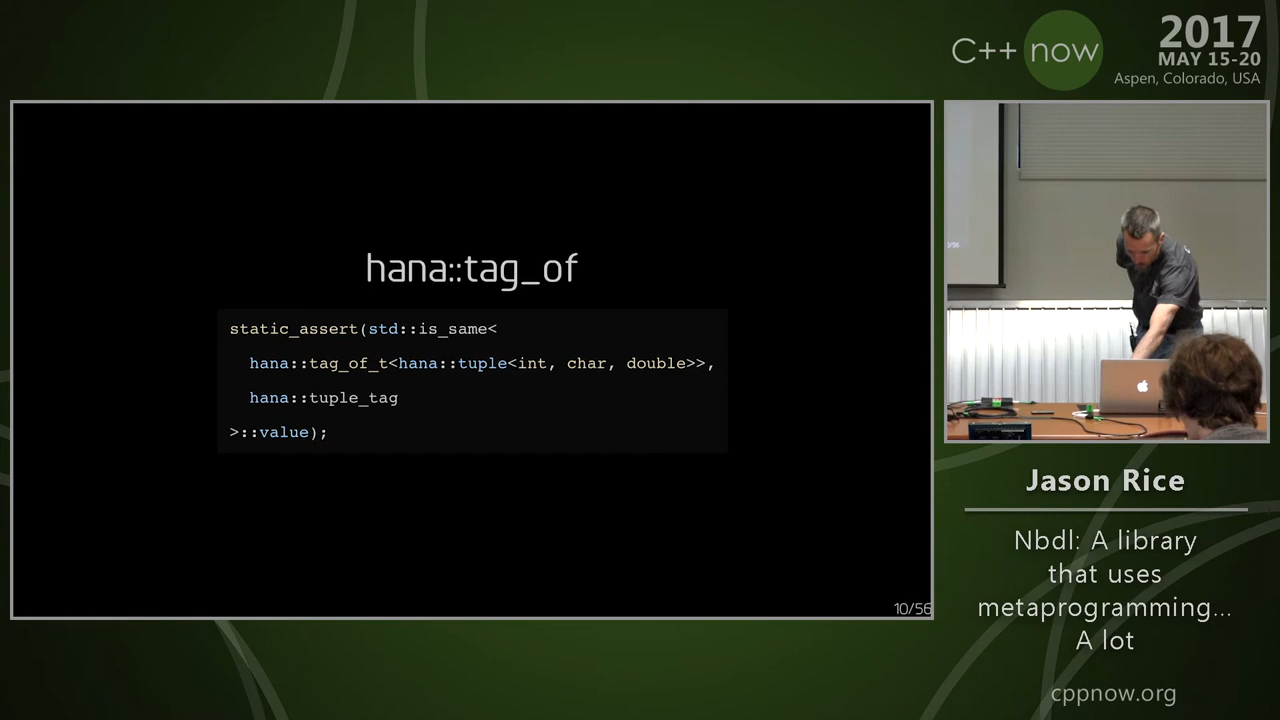 C++ now
2017
MAY 15-20
Aspen, Colorado, USA
hana::tag_of
static_assert(std::is_same<
hana::tag_of_t<hana::tuple<int, char, double>>,
hana::tuple_tag
>::value);
10/56
Jason Rice
Nbdl: A library
that uses
metaprogramming...
A lot
cppnow.org